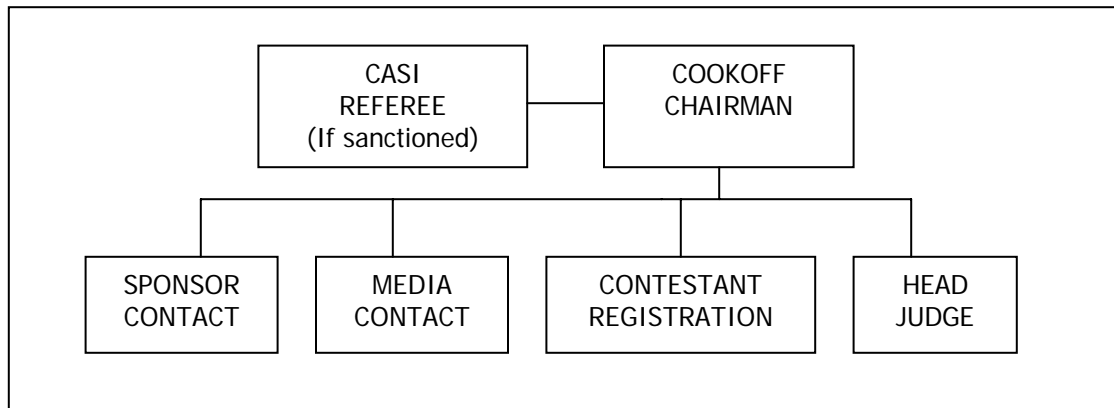 CASI
REFEREE
(If sanctioned)
COOKOFF
CHAIRMAN
SPONSOR
CONTACT
MEDIA
CONTACT
CONTESTANT
REGISTRATION
HEAD
JUDGE